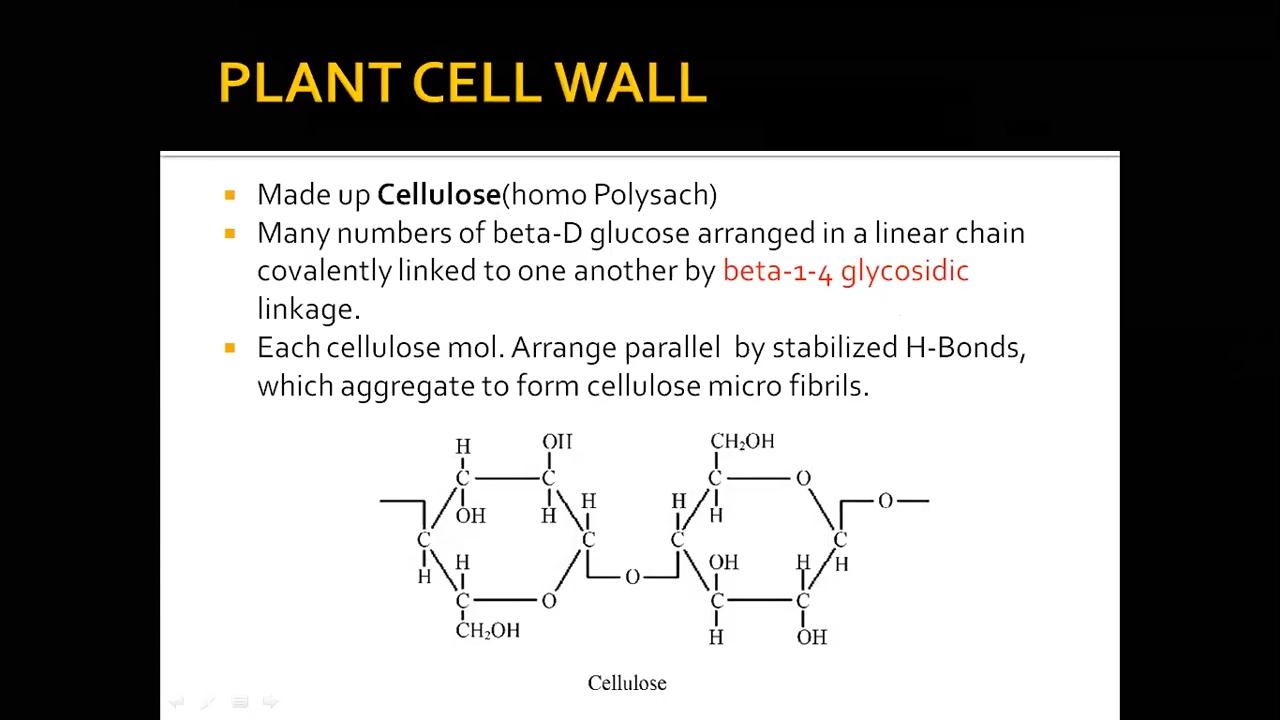 PLANT CELL WALL
Made up Cellulose(homo Polysach)
Many numbers of beta-D glucose arranged in a linear chain
covalently linked to one another by beta-1-4 glycosidic
linkage.
Each cellulose mol. Arrange parallel by stabilized H-Bonds,
which aggregate to form cellulose micro fibrils.
H OH CH₂OH
C C C O
H H O
OH H H
C C C C
H OH H H
H O
C O C C
CH₂OH H OH
Cellulose